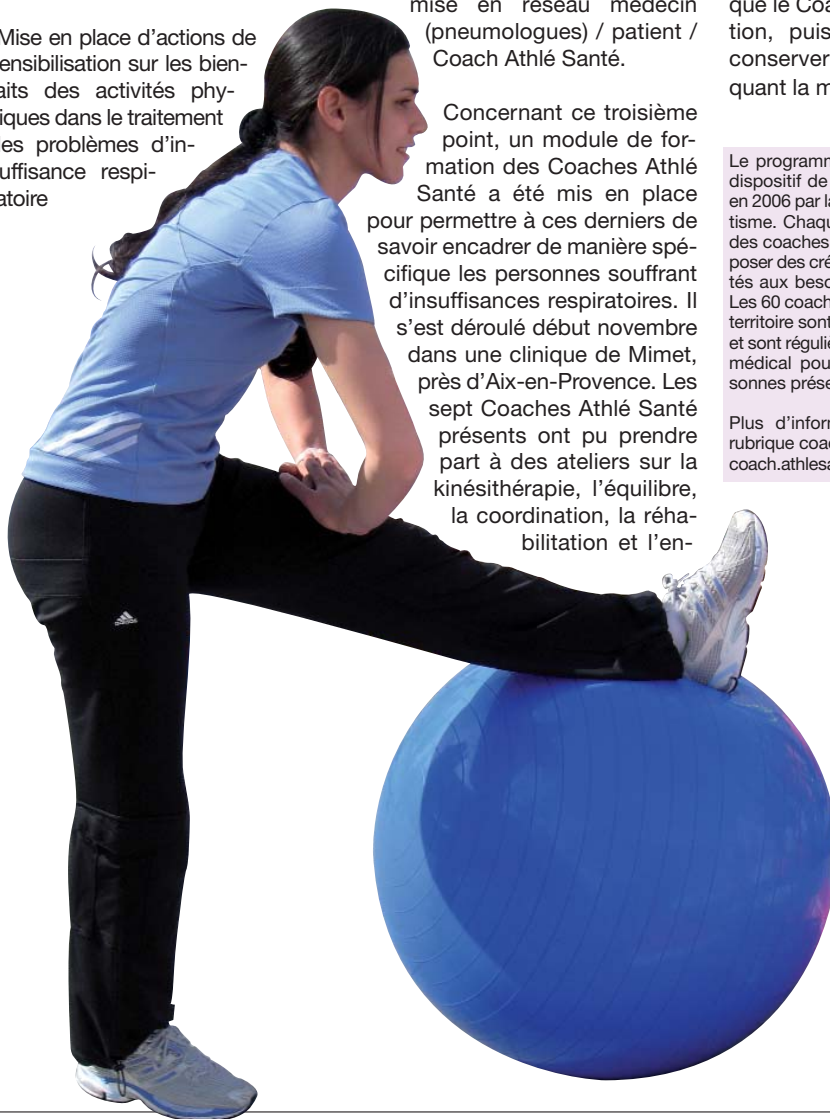 Mise en place d'actions de
ensibilisation sur les bien-
aits des activités phy-
iques dans le traitement
es problèmes d'in-
uffisance respi-
atoire
mise en réseau médecin
(pneumologues) / patient /
Coach Athlé Santé.
Concernant ce troisième
point, un module de for-
mation des Coaches Athlé
Santé a été mis en place
pour permettre à ces derniers de
savoir encadrer de manière spé-
cifique les personnes souffrant
d'insuffisances respiratoires. Il
s'est déroulé début novembre
dans une clinique de Mimet,
près d'Aix-en-Provence. Les
sept Coaches Athlé Santé
présents ont pu prendre
part à des ateliers sur la
kinésithérapie, l'équilibre,
la coordination, la réha-
bilitation et l'en-
que le Coa
tion, puis
conserver
quant la m
Le programm
dispositif de
en 2006 par la
tisme. Chaqu
des coaches
poser des cré
tés aux beso
Les 60 coach
territoire sont
et sont réguliè
médical pou
sonnes prése
Plus d'inform
rubrique coac
coach.athlesa